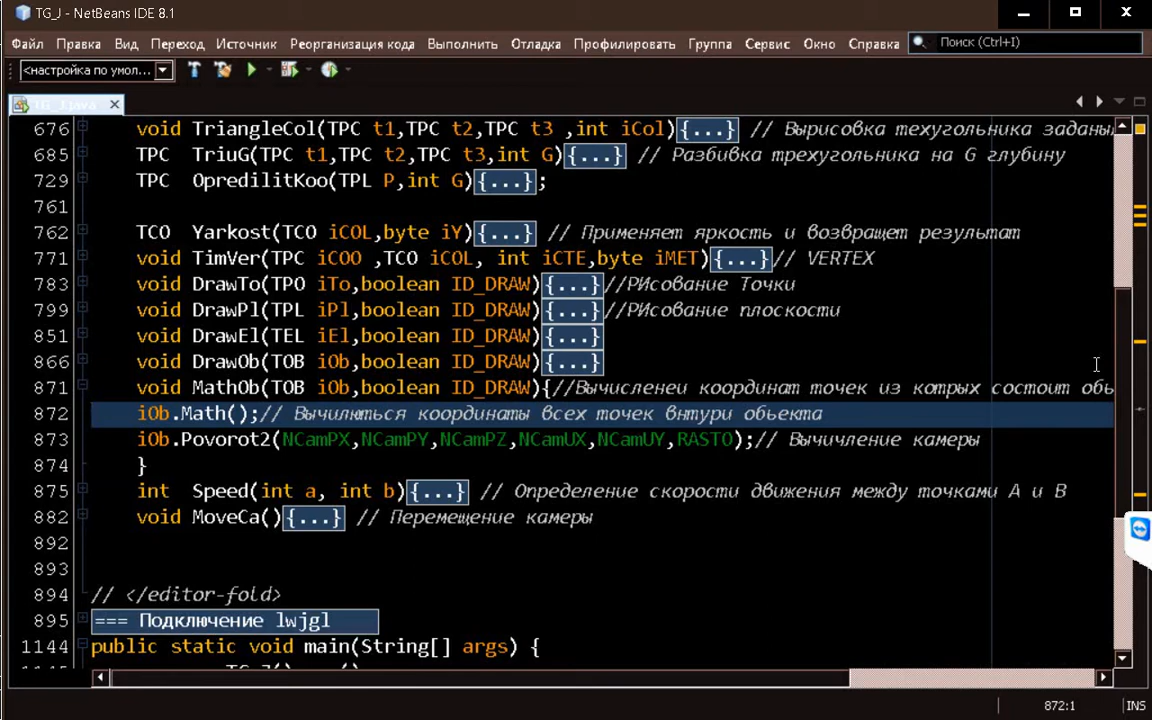 TG_J - NetBeans IDE 8.1
Файл Правка Вид Переход Источник Реорганизация кода Выполнить Отладка Профилировать Группа Сервис Окно Справка Поиск (Ctrl+I)
<настройка по умол...
TG_J.java
676 void TriangleCol(TPC t1,TPC t2,TPC t3 ,int iCol){...} // Вырисовка техугольника заданы
685 TPC TriuG(TPC t1,TPC t2,TPC t3,int G){...} // Разбивка трехугольника на G глубину
729 TPC OpredilitKoo(TPL P,int G){...};
761
762 TCO Yarkost(TCO iCOL,byte iY){...} // Применяет яркость и возвращет результат
771 void TimVer(TPC iCOO ,TCO iCOL, int iCTE,byte iMET){...}// VERTEX
783 void DrawTo(TPO iTo,boolean ID_DRAW){...}//РИсование Точки
799 void DrawPl(TPL iPl,boolean ID_DRAW){...}//РИсование плоскости
851 void DrawEl(TEL iEl,boolean ID_DRAW){...}
866 void DrawOb(TOB iOb,boolean ID_DRAW){...}
871 void MathOb(TOB iOb,boolean ID_DRAW){//Вычисленеи координат точек из котрых состоит обь
872 iOb.Math();// Вычилются координаты всех точек внтури обьекта
873 iOb.Povorot2(NCamPX,NCamPY,NCamPZ,NCamUX,NCamUY,RASTO);// Вычичление камеры
874 }
875 int Speed(int a, int b){...} // Определение скорости движения между точками А и В
882 void MoveCa(){...} // Перемещение камеры
892
893
894 // </editor-fold>
895 === Подключение lwjgl
1144 public static void main(String[] args) {
872:1 INS